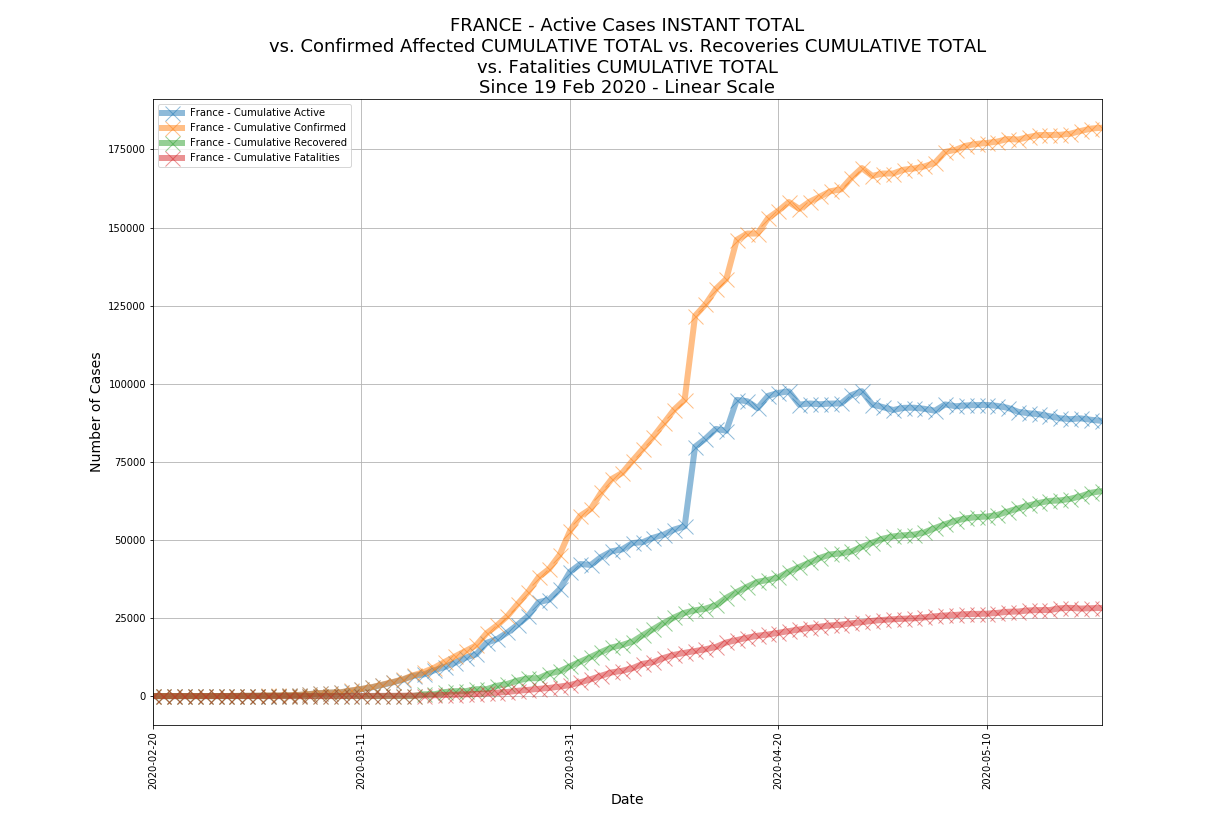 FRANCE - Active Cases INSTANT TOTAL
vs. Confirmed Affected CUMULATIVE TOTAL vs. Recoveries CUMULATIVE TOTAL
vs. Fatalities CUMULATIVE TOTAL
Since 19 Feb 2020 - Linear Scale
France - Cumulative Active
France - Cumulative Confirmed
France - Cumulative Recovered
France - Cumulative Fatalities
Number of Cases
175000
150000
125000
100000
75000
50000
25000
0
2020-02-20
2020-03-11
2020-03-31
2020-04-20
2020-05-10
Date